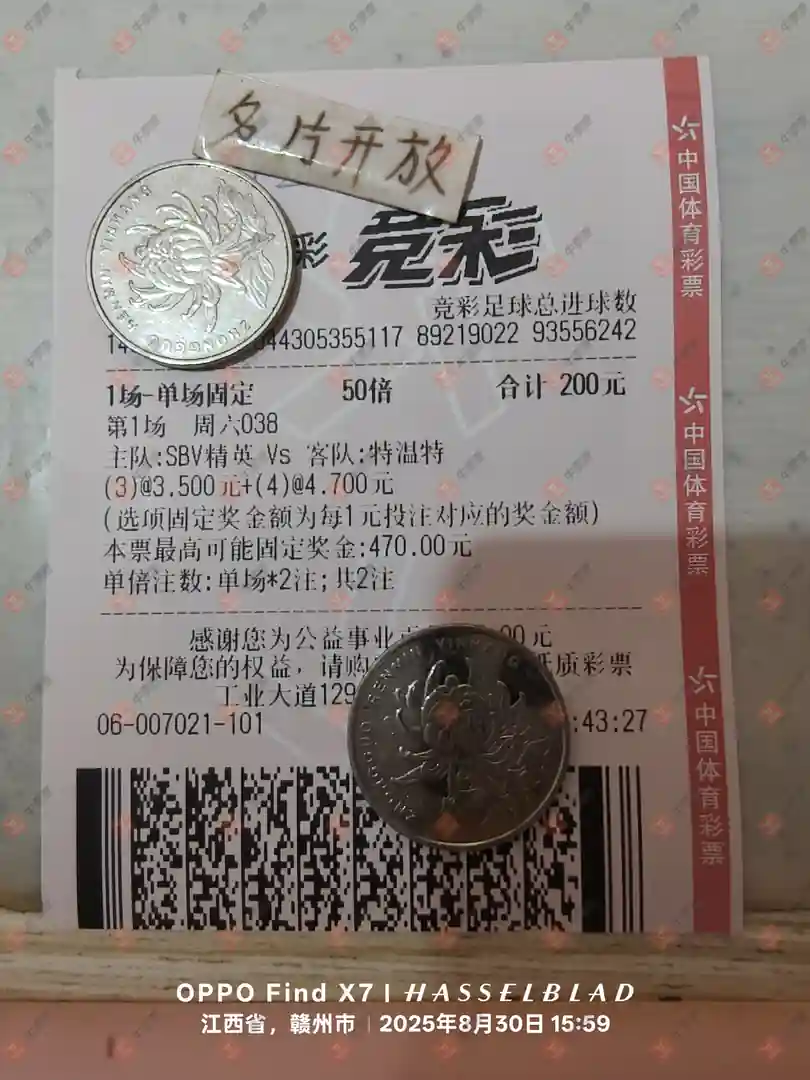 名片开放
彩 竞彩
竞彩足球总进球数
44305355117 89219022 93556242
1场-单场固定 50倍 合计 200元
第1场 周六038
主队:SBV精英 Vs 客队:特温特
(3)@3.500元+(4)@4.700元
(选项固定奖金额为每1元投注对应的奖金额)
本票最高可能固定奖金:470.00元
单倍注数:单场*2注;共2注
感谢您为公益事业 00元
为保障您的权益,请购 纸质彩票
工业大道129
06-007021-101 :43:27
中国体育彩票
中国体育彩票
中国体育彩票
OPPO Find X7 | HASSELBLAD
江西省,赣州市 | 2025年8月30日 15:59